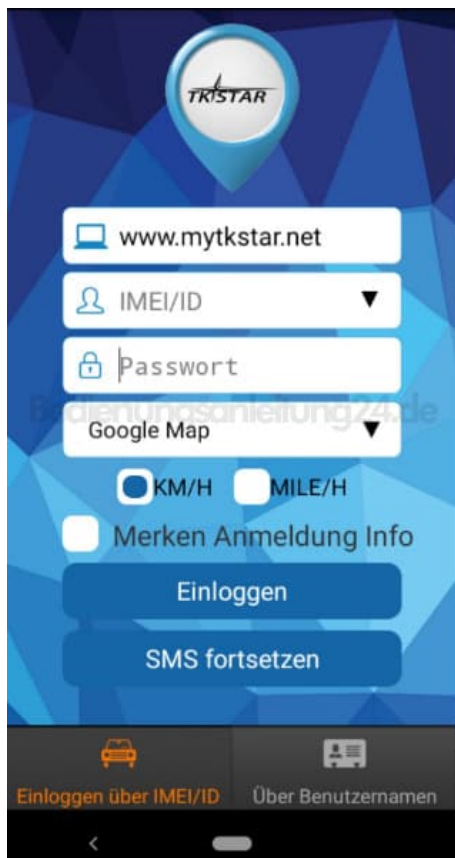 TKSTAR
www.mytkstar.net
IMEI/ID
Passwort
Bedienungsanleitung24.de
Google Map ▼
KM/H MILE/H
Merken Anmeldung Info
Einloggen
SMS fortsetzen
Einloggen über IMEI/ID Über Benutzernamen